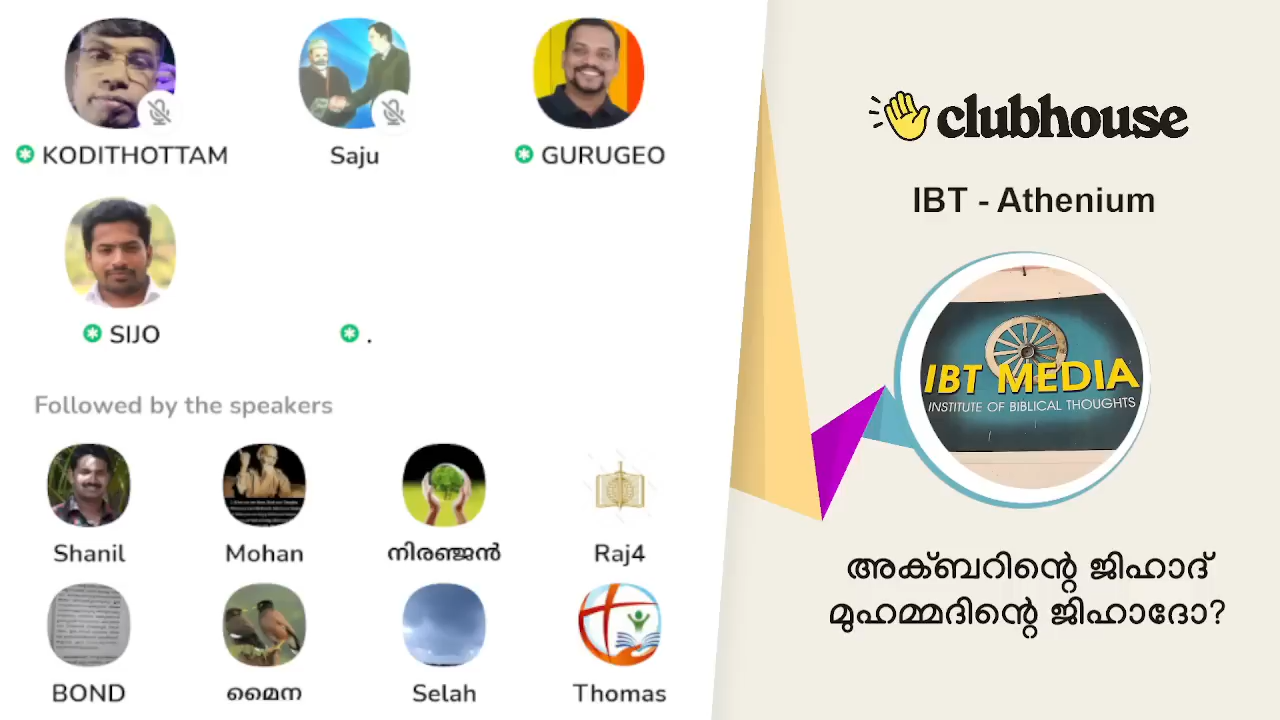 KODITHOTTAM
Saju
GURUGEO
SIJO
.
Followed by the speakers
Shanil
Mohan
നിരഞ്ജൻ
Raj4
BOND
മൈന
Selah
Thomas
clubhouse
IBT - Athenium
IBT MEDIA
INSTITUTE OF BIBLICAL THOUGHTS
അക്ബറിന്റെ ജിഹാദ്
മുഹമ്മദിന്റെ ജിഹാദോ?